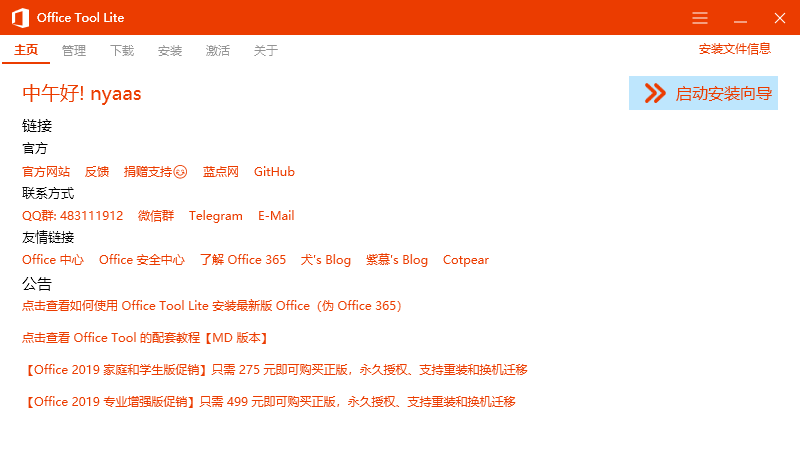 Office Tool Lite
主页 管理 下载 安装 激活 关于 安装文件信息
中午好! nyaas
启动安装向导
链接
官方
官方网站 反馈 捐赠支持 蓝点网 GitHub
联系方式
QQ群: 483111912 微信群 Telegram E-Mail
友情链接
Office 中心 Office 安全中心 了解 Office 365 犬's Blog 紫慕's Blog Cotpear
公告
点击查看如何使用 Office Tool Lite 安装最新版 Office（伪 Office 365）
点击查看 Office Tool 的配套教程【MD 版本】
【Office 2019 家庭和学生版促销】只需 275 元即可购买正版，永久授权、支持重装和换机迁移
【Office 2019 专业增强版促销】只需 499 元即可购买正版，永久授权、支持重装和换机迁移